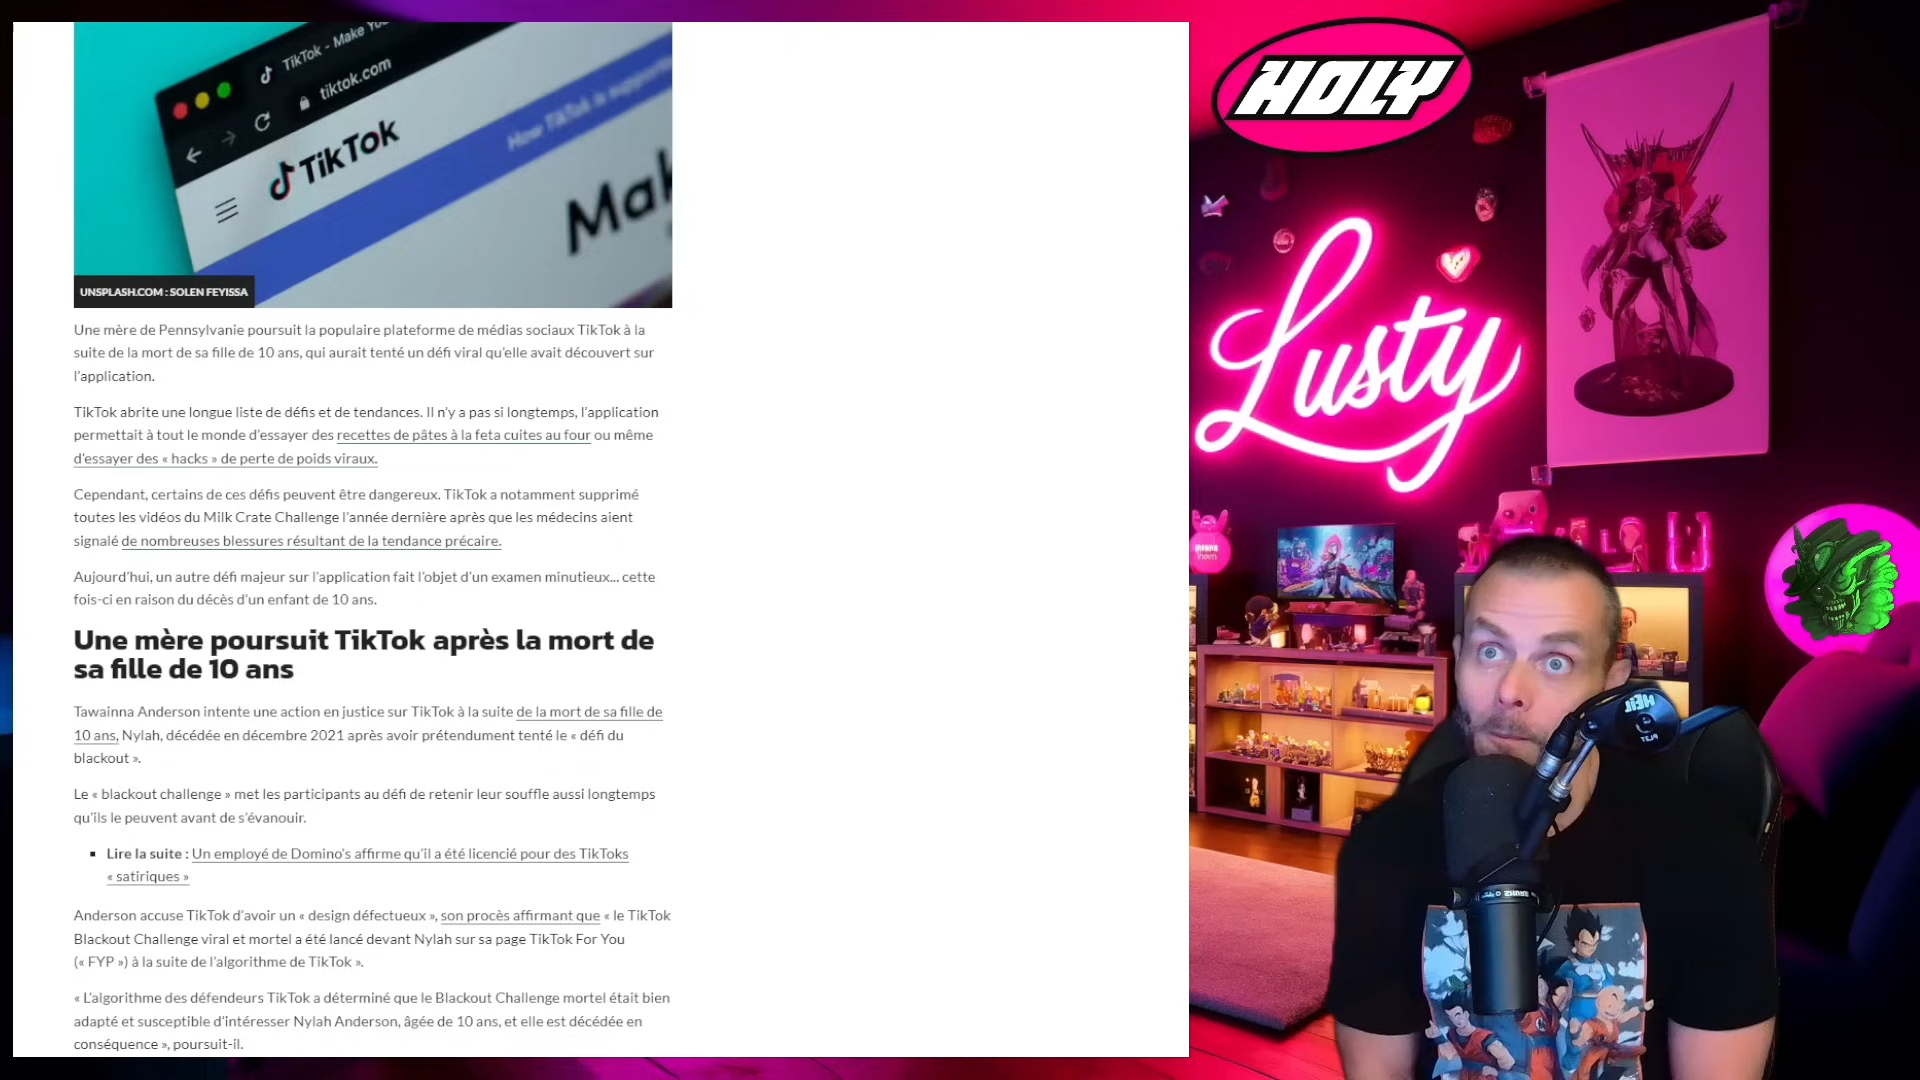 TikTok - Make You
tiktok.com
TikTok
How TikTok is supporting
Mak
UNSPLASH.COM : SOLEN FEYISSA
Une mère de Pennsylvanie poursuit la populaire plateforme de médias sociaux TikTok à la
suite de la mort de sa fille de 10 ans, qui aurait tenté un défi viral qu'elle avait découvert sur
l'application.
TikTok abrite une longue liste de défis et de tendances. Il n'y a pas si longtemps, l'application
permettait à tout le monde d'essayer des recettes de pâtes à la feta cuites au four ou même
d'essayer des « hacks » de perte de poids viraux.
Cependant, certains de ces défis peuvent être dangereux. TikTok a notamment supprimé
toutes les vidéos du Milk Crate Challenge l'année dernière après que les médecins aient
signalé de nombreuses blessures résultant de la tendance précaire.
Aujourd'hui, un autre défi majeur sur l'application fait l'objet d'un examen minutieux... cette
fois-ci en raison du décès d'un enfant de 10 ans.
Une mère poursuit TikTok après la mort de
sa fille de 10 ans
Tawainna Anderson intente une action en justice sur TikTok à la suite de la mort de sa fille de
10 ans, Nylah, décédée en décembre 2021 après avoir prétendument tenté le « défi du
blackout ».
Le « blackout challenge » met les participants au défi de retenir leur souffle aussi longtemps
qu'ils le peuvent avant de s'évanouir.
Lire la suite : Un employé de Domino's affirme qu'il a été licencié pour des TikToks
« satiriques »
Anderson accuse TikTok d'avoir un « design défectueux », son procès affirmant que « le TikTok
Blackout Challenge viral et mortel a été lancé devant Nylah sur sa page TikTok For You
(« FYP ») à la suite de l'algorithme de TikTok ».
« L'algorithme des défendeurs TikTok a déterminé que le Blackout Challenge mortel était bien
adapté et susceptible d'intéresser Nylah Anderson, âgée de 10 ans, et elle est décédée en
conséquence », poursuit-il.
HOLY
Lusty